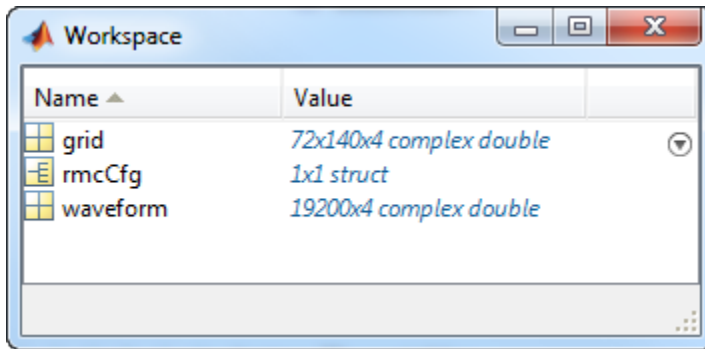 Workspace
Name Value
grid 72x140x4 complex double
rmcCfg 1x1 struct
waveform 19200x4 complex double